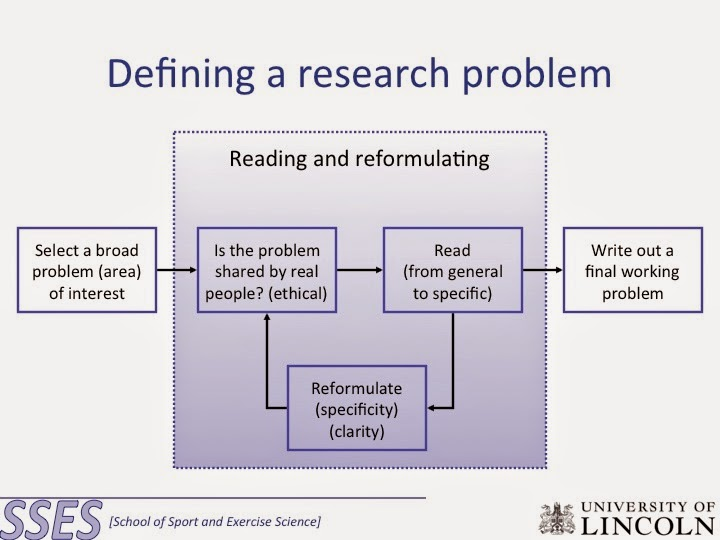 Defining a research problem
Reading and reformulating
Select a broad
problem (area)
of interest
Is the problem
shared by real
people? (ethical)
Read
(from general
to specific)
Write out a
final working
problem
Reformulate
(specificity)
(clarity)
SSES
[School of Sport and Exercise Science]
UNIVERSITY OF
LINCOLN